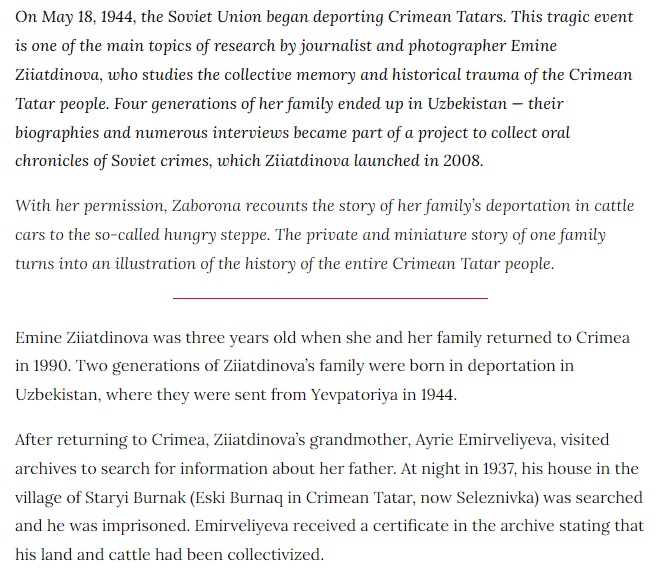 On May 18, 1944, the Soviet Union began deporting Crimean Tatars. This tragic event
is one of the main topics of research by journalist and photographer Emine
Ziiatdinova, who studies the collective memory and historical trauma of the Crimean
Tatar people. Four generations of her family ended up in Uzbekistan — their
biographies and numerous interviews became part of a project to collect oral
chronicles of Soviet crimes, which Ziiatdinova launched in 2008.
With her permission, Zaborona recounts the story of her family’s deportation in cattle
cars to the so-called hungry steppe. The private and miniature story of one family
turns into an illustration of the history of the entire Crimean Tatar people.
Emine Ziiatdinova was three years old when she and her family returned to Crimea
in 1990. Two generations of Ziiatdinova’s family were born in deportation in
Uzbekistan, where they were sent from Yevpatoriya in 1944.
After returning to Crimea, Ziiatdinova’s grandmother, Ayrie Emirveliyeva, visited
archives to search for information about her father. At night in 1937, his house in the
village of Staryi Burnak (Eski Burnaq in Crimean Tatar, now Seleznivka) was searched
and he was imprisoned. Emirveliyeva received a certificate in the archive stating that
his land and cattle had been collectivized.